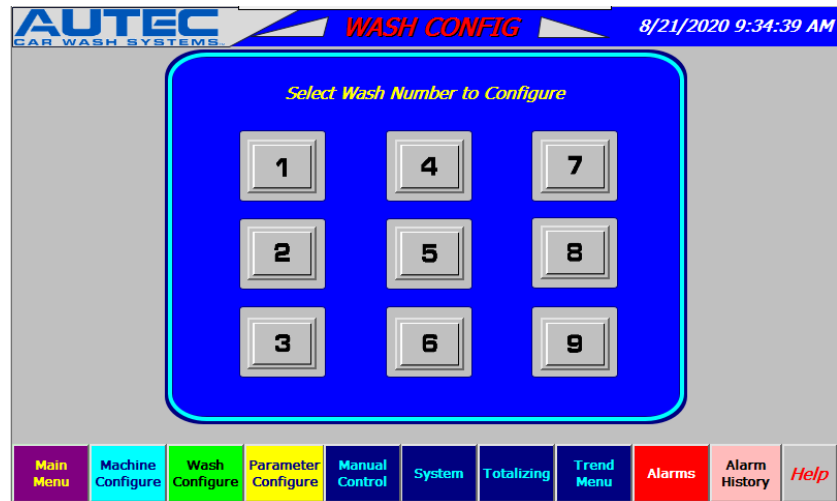 AUTEC
CAR WASH SYSTEMS
WASH CONFIG
8/21/2020 9:34:39 AM
Select Wash Number to Configure
1 4 7
2 5 8
3 6 9
Main Menu
Machine Configure
Wash Configure
Parameter Configure
Manual Control
System
Totalizing
Trend Menu
Alarms
Alarm History
Help